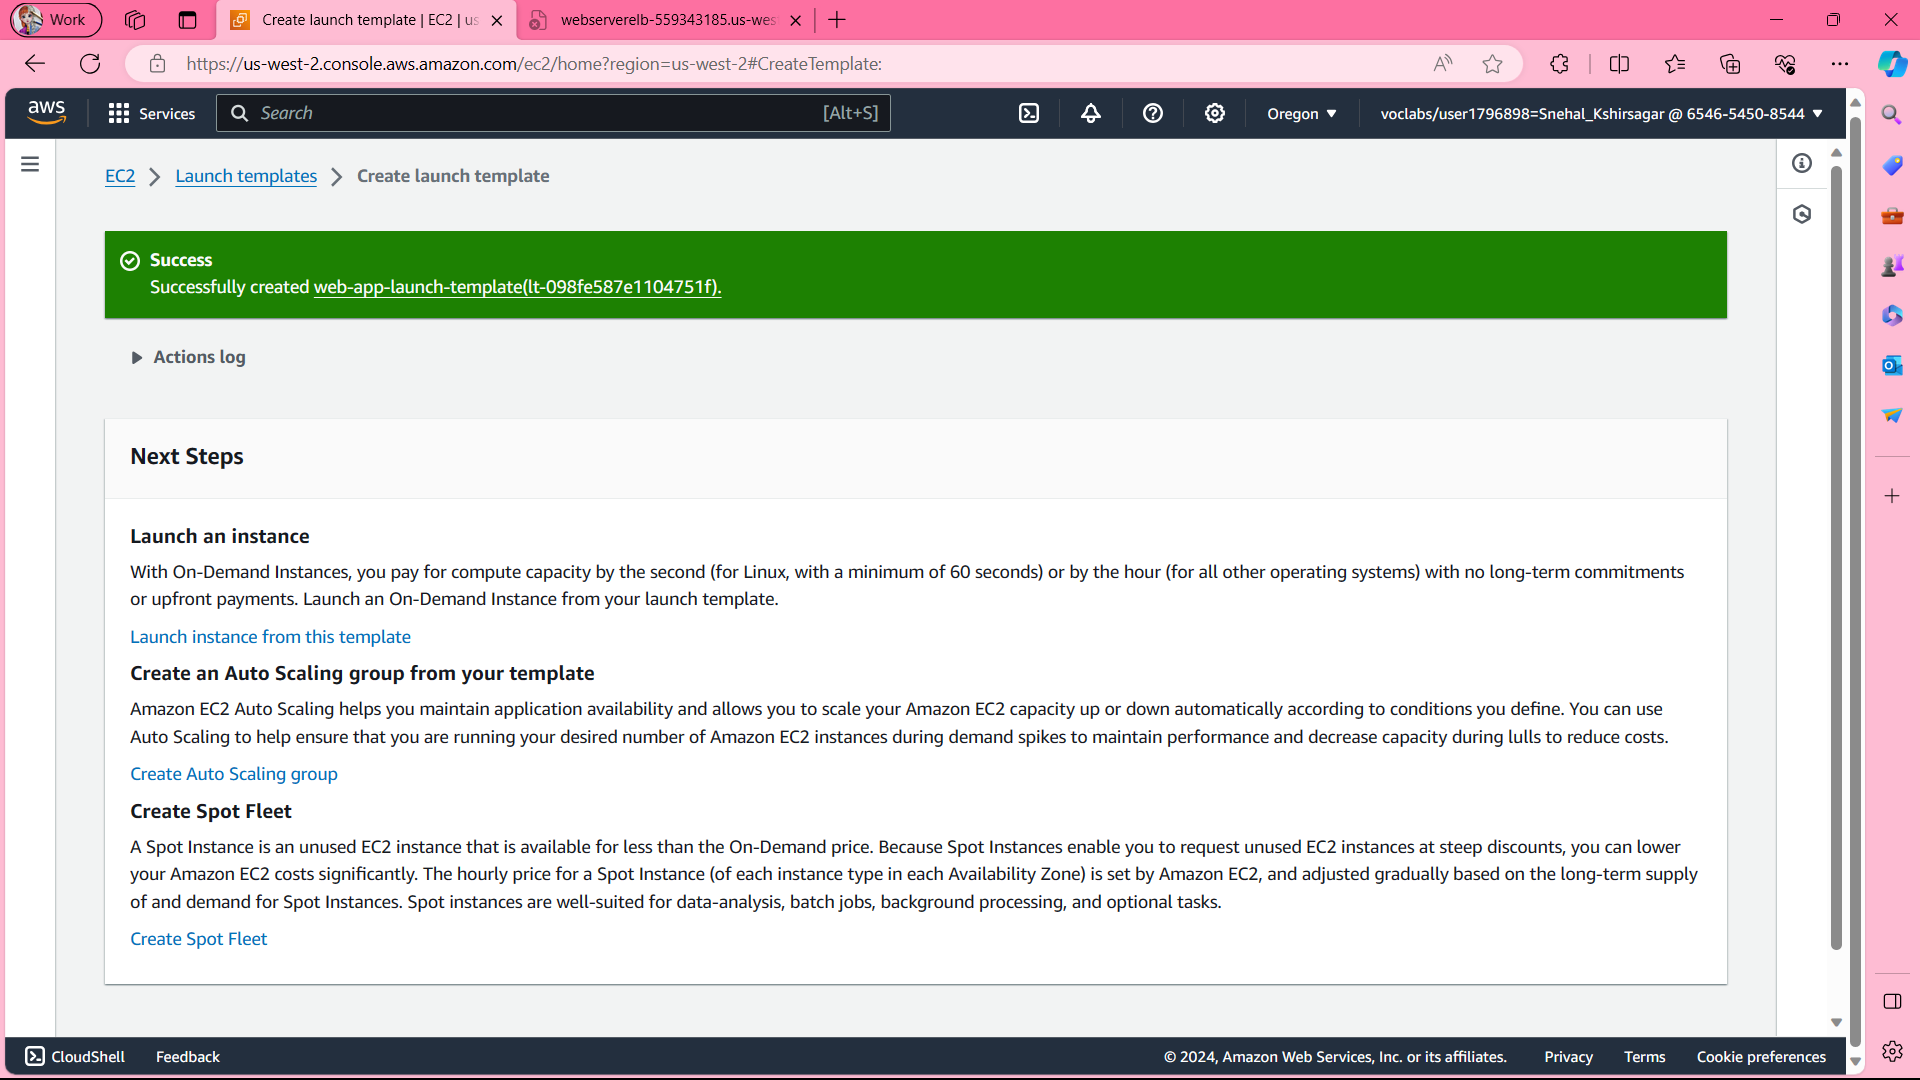 Work
Create launch template | EC2 | us
webserverelb-559343185.us-wes
https://us-west-2.console.aws.amazon.com/ec2/home?region=us-west-2#CreateTemplate:
aws
Services
Search
[Alt+S]
Oregon
voclabs/user1796898=Snehal_Kshirsagar @ 6546-5450-8544
EC2
Launch templates
Create launch template
Success
Successfully created web-app-launch-template(lt-098fe587e1104751f).
Actions log
Next Steps
Launch an instance
With On-Demand Instances, you pay for compute capacity by the second (for Linux, with a minimum of 60 seconds) or by the hour (for all other operating systems) with no long-term commitments
or upfront payments. Launch an On-Demand Instance from your launch template.
Launch instance from this template
Create an Auto Scaling group from your template
Amazon EC2 Auto Scaling helps you maintain application availability and allows you to scale your Amazon EC2 capacity up or down automatically according to conditions you define. You can use
Auto Scaling to help ensure that you are running your desired number of Amazon EC2 instances during demand spikes to maintain performance and decrease capacity during lulls to reduce costs.
Create Auto Scaling group
Create Spot Fleet
A Spot Instance is an unused EC2 instance that is available for less than the On-Demand price. Because Spot Instances enable you to request unused EC2 instances at steep discounts, you can lower
your Amazon EC2 costs significantly. The hourly price for a Spot Instance (of each instance type in each Availability Zone) is set by Amazon EC2, and adjusted gradually based on the long-term supply
of and demand for Spot Instances. Spot instances are well-suited for data-analysis, batch jobs, background processing, and optional tasks.
Create Spot Fleet
CloudShell
Feedback
© 2024, Amazon Web Services, Inc. or its affiliates.
Privacy
Terms
Cookie preferences